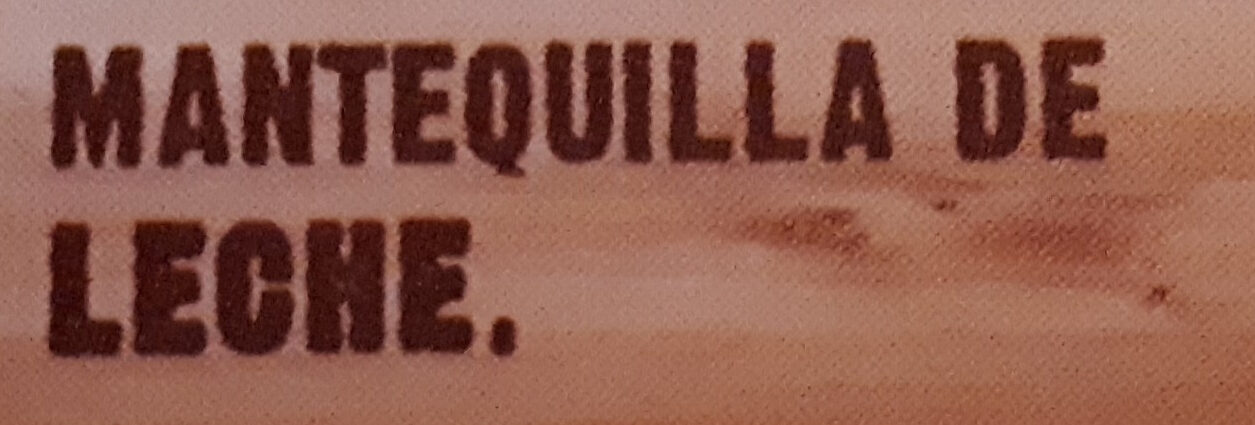 MANTEQUILLA DE
LECHE.